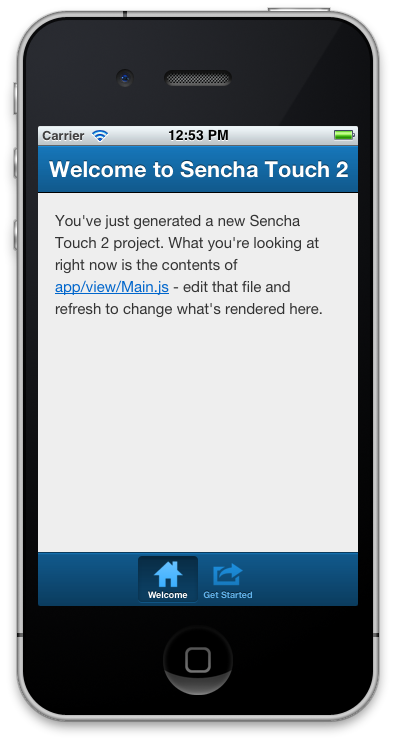 Carrier 12:53 PM
Welcome to Sencha Touch 2
You've just generated a new Sencha
Touch 2 project. What you're looking at
right now is the contents of
app/view/Main.js - edit that file and
refresh to change what's rendered here.
Welcome Get Started